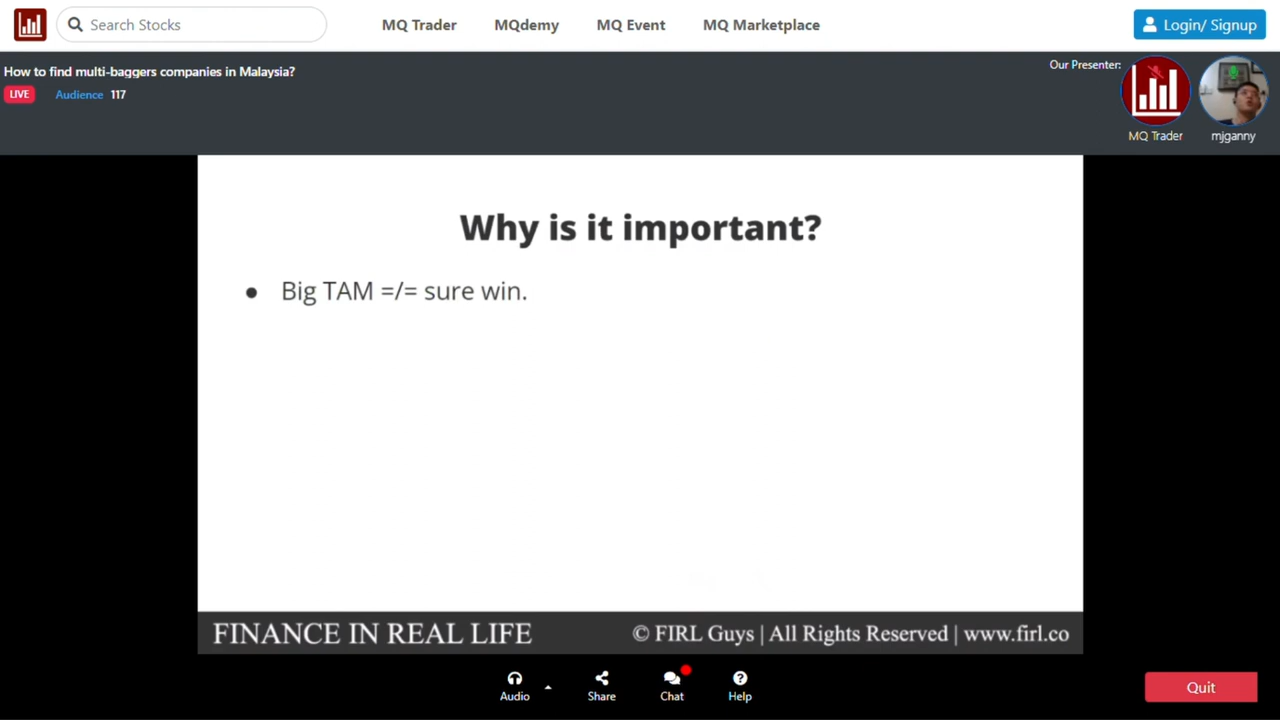 Search Stocks
MQ Trader
MQdemy
MQ Event
MQ Marketplace
Login/ Signup
How to find multi-baggers companies in Malaysia?
LIVE
Audience 117
Our Presenter:
MQ Trader
mjganny
Why is it important?
● Big TAM =/= sure win.
FINANCE IN REAL LIFE
© FIRL Guys | All Rights Reserved | www.firl.co
Audio
Share
Chat
Help
Quit